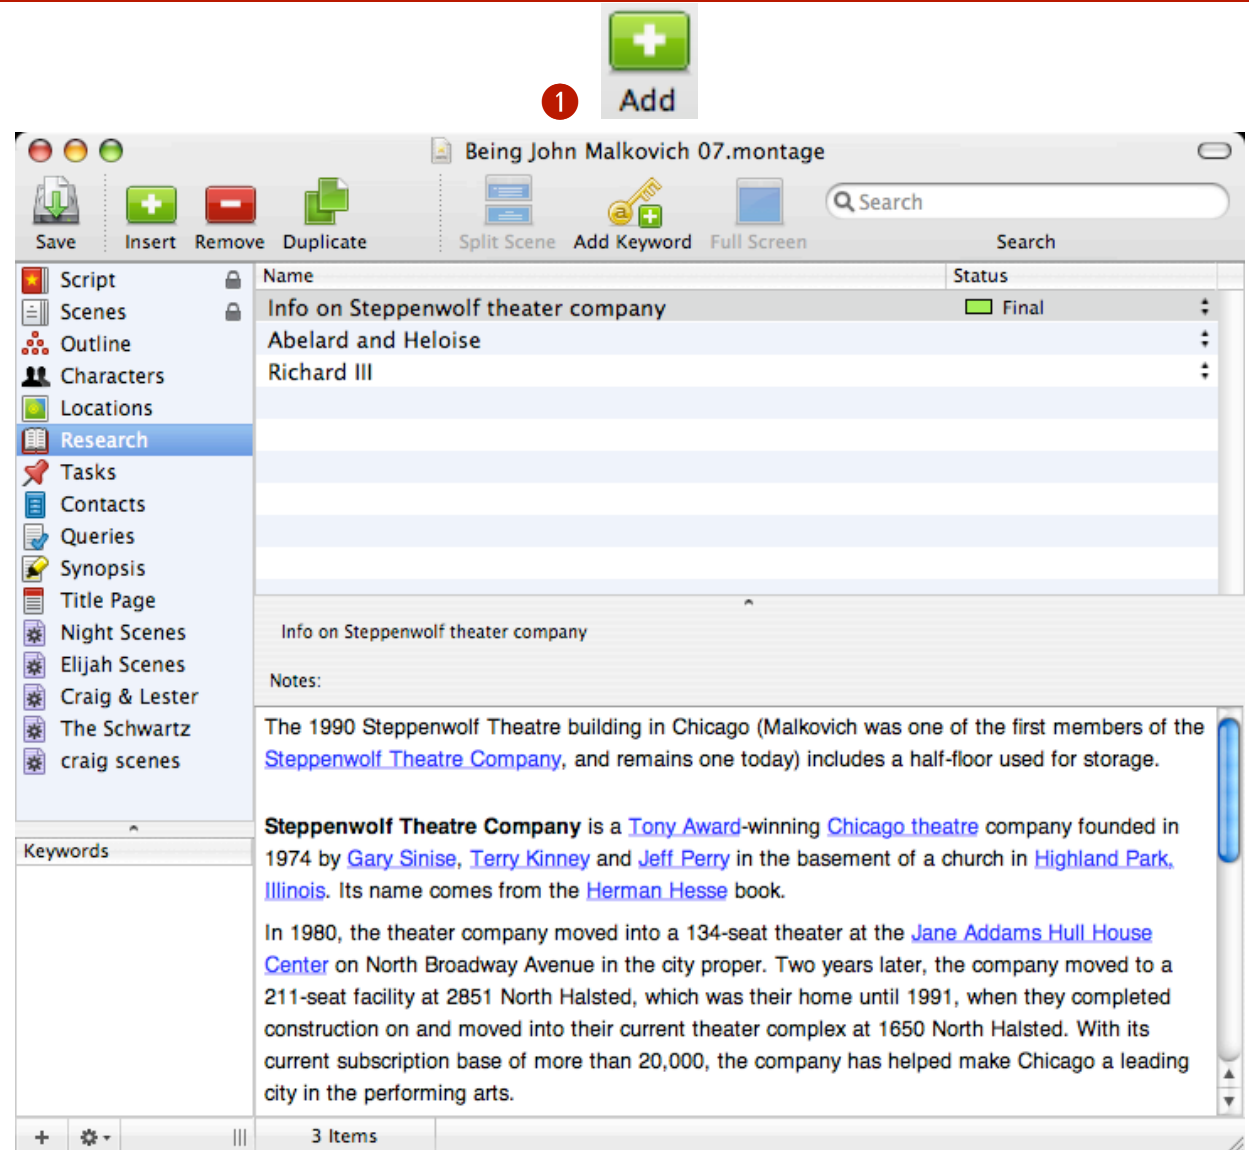 1 Add
Being John Malkovich 07.montage
Save Insert Remove Duplicate Split Scene a Add Keyword Full Screen Search Search
Script
Scenes
Outline
Characters
Locations
Research
Tasks
Contacts
Queries
Synopsis
Title Page
Night Scenes
Elijah Scenes
Craig & Lester
The Schwartz
craig scenes
Keywords
Name Status
Info on Steppenwolf theater company Final
Abelard and Heloise
Richard III
Info on Steppenwolf theater company
Notes:
The 1990 Steppenwolf Theatre building in Chicago (Malkovich was one of the first members of the
Steppenwolf Theatre Company, and remains one today) includes a half-floor used for storage.
Steppenwolf Theatre Company is a Tony Award-winning Chicago theatre company founded in
1974 by Gary Sinise, Terry Kinney and Jeff Perry in the basement of a church in Highland Park,
Illinois. Its name comes from the Herman Hesse book.
In 1980, the theater company moved into a 134-seat theater at the Jane Addams Hull House
Center on North Broadway Avenue in the city proper. Two years later, the company moved to a
211-seat facility at 2851 North Halsted, which was their home until 1991, when they completed
construction on and moved into their current theater complex at 1650 North Halsted. With its
current subscription base of more than 20,000, the company has helped make Chicago a leading
city in the performing arts.
3 Items